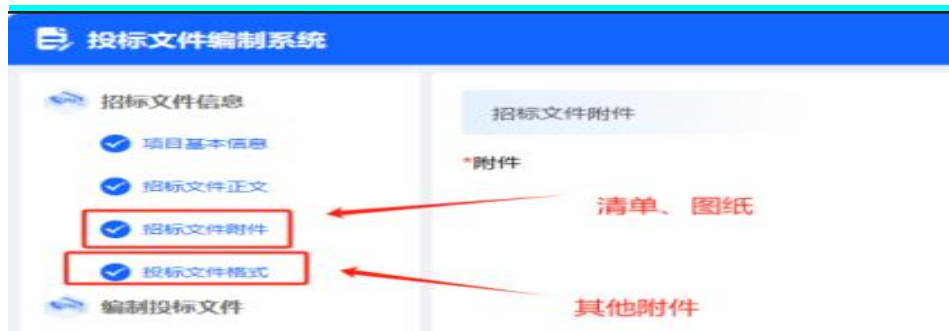 投标文件编制系统
招标文件信息
项目基本信息
招标文件正文
招标文件附件
投标文件格式
编制投标文件
招标文件附件
*附件
清单、图纸
其他附件